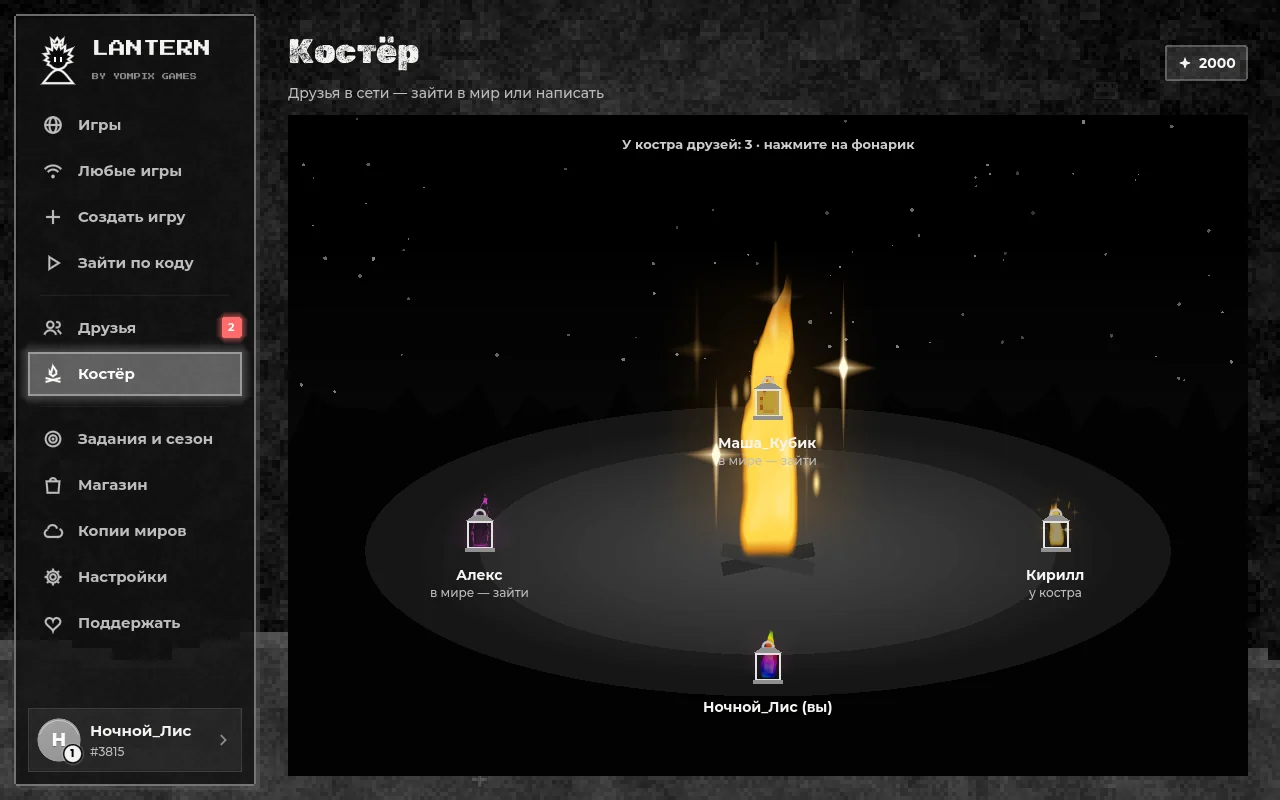 LANTERN
BY YOMPIX GAMES
Игры
Любые игры
Создать игру
Зайти по коду
Друзья
2
Костёр
Задания и сезон
Магазин
Копии миров
Настройки
Поддержать
Н
1
Ночной_Лис
#3815
Костёр
Друзья в сети — зайти в мир или написать
2000
У костра друзей: 3 · нажмите на фонарик
Маша_Кубик
в мире — зайти
Алекс
в мире — зайти
Кирилл
у костра
Ночной_Лис (вы)